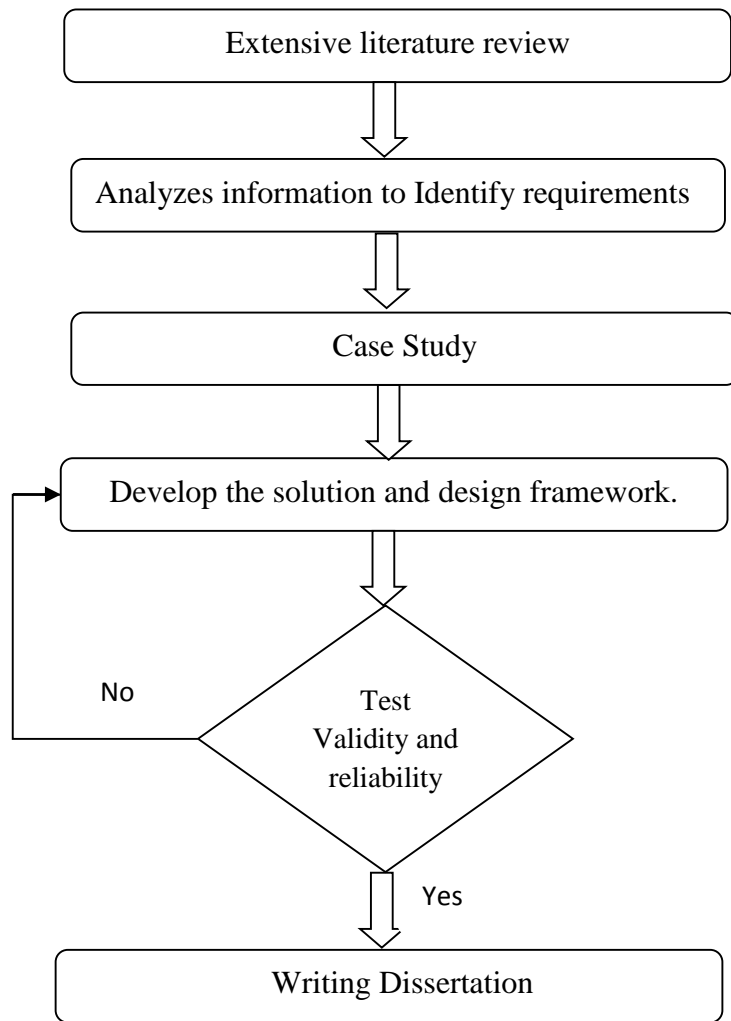 Extensive literature review
Analyzes information to Identify requirements
Case Study
Develop the solution and design framework.
No
Test
Validity and
reliability
Yes
Writing Dissertation